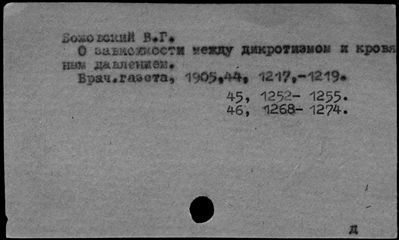 Божовский В.Г.
О зависимости между дикротизмом и кровя
ным давлением.
Врач.газета, 1905,44, 1217,-1219.
45, 1252- 1255.
46, 1268- 1274.
Д